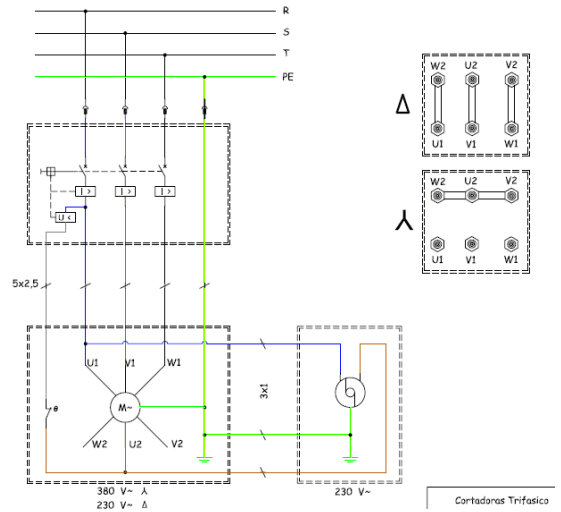 R
S
T
PE
W2 U2 V2
Δ
U1 V1 W1
W2 U2 V2
U1 V1 W1
I > I > I >
U <
5x2,5
U1 V1 W1
M~
W2 U2 V2
θ
3x1
380 V~ ⅄
230 V~ Δ
230 V~
Cortadoras Trifasico